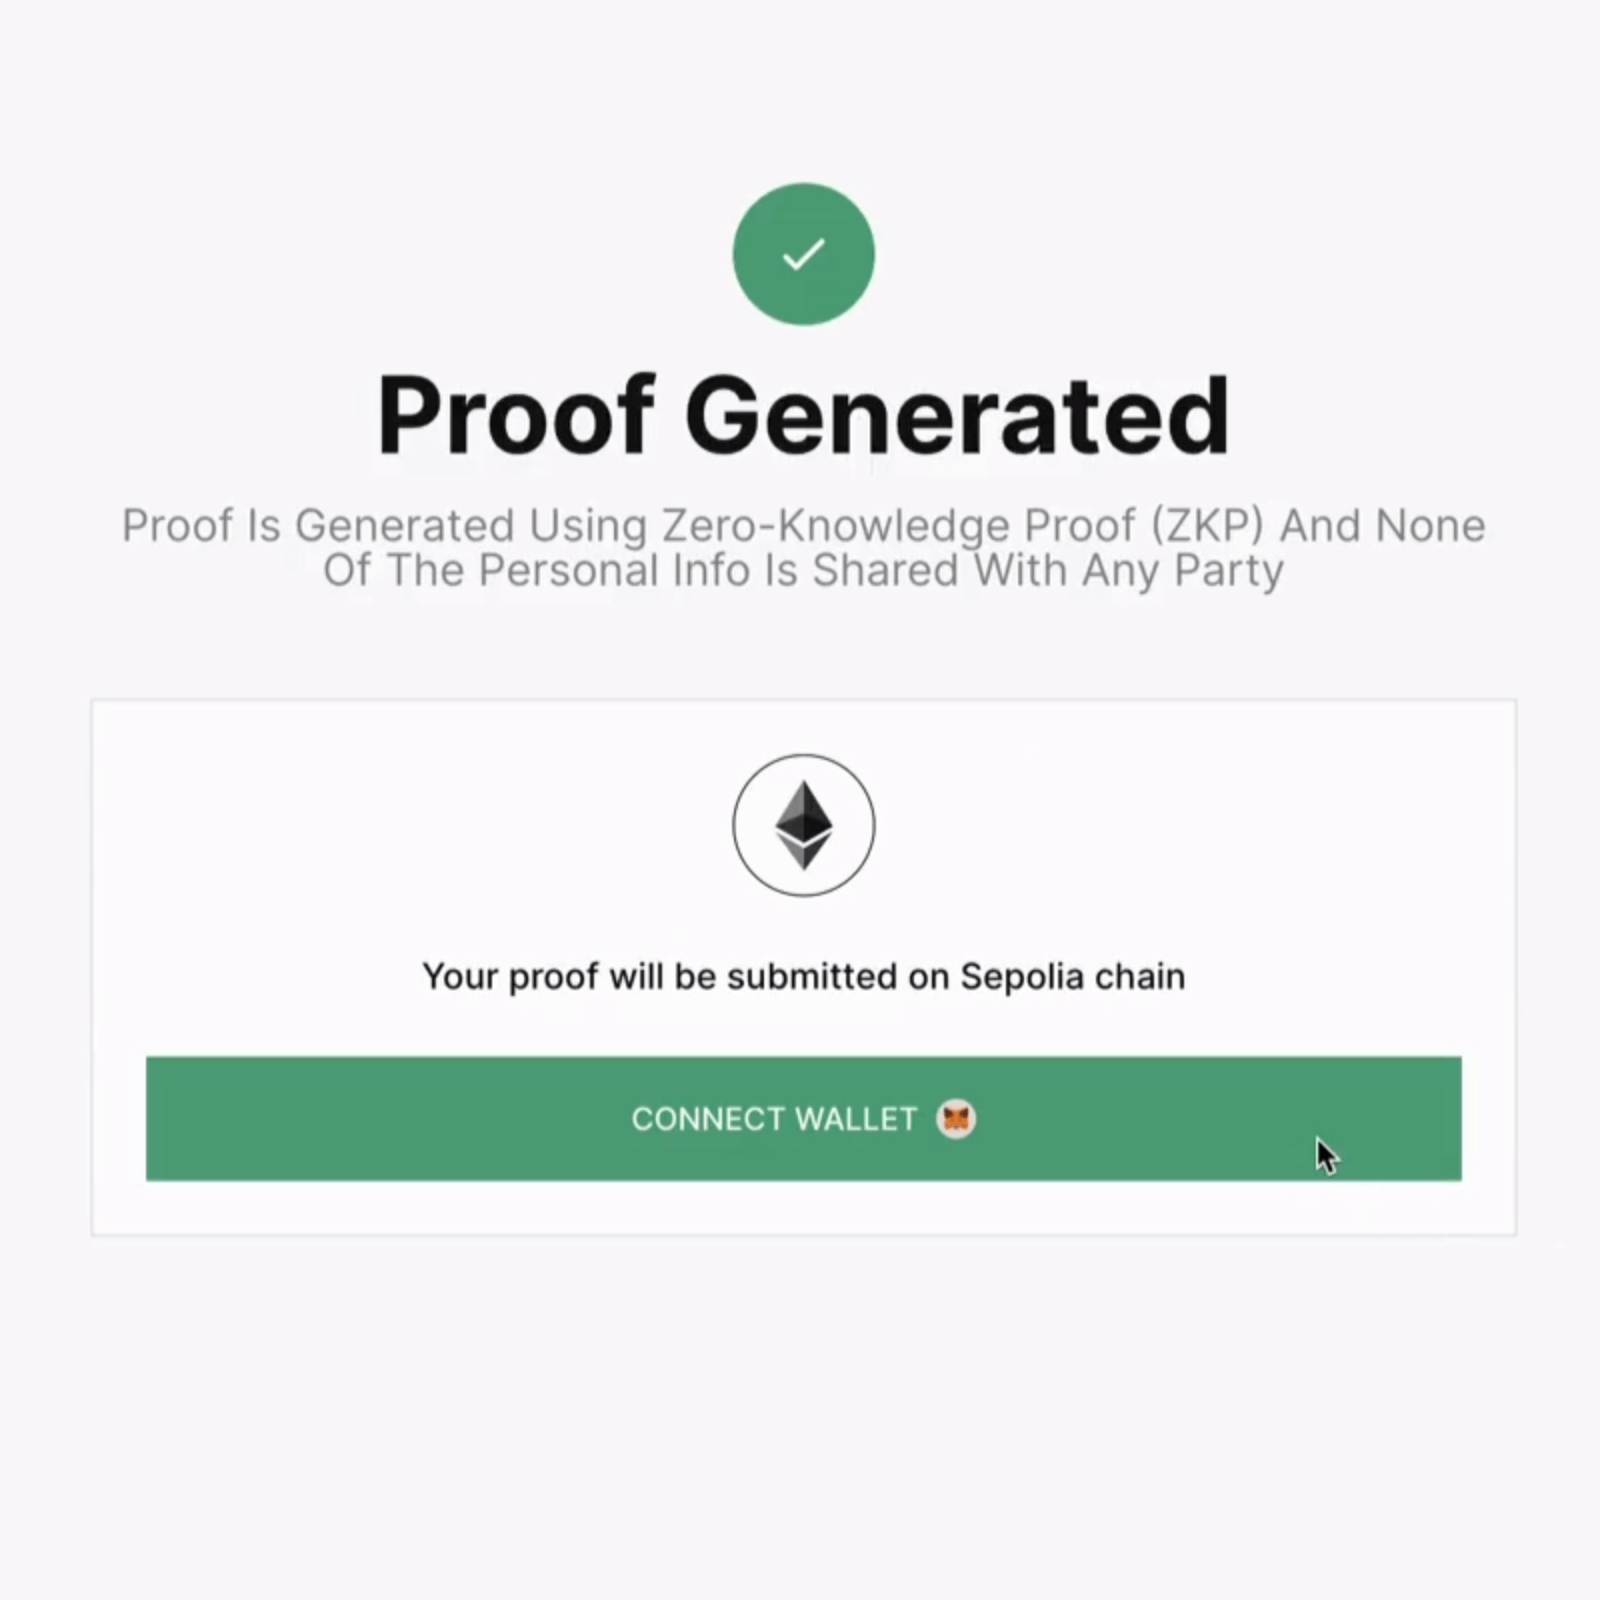 Proof Generated
Proof Is Generated Using Zero-Knowledge Proof (ZKP) And None
Of The Personal Info Is Shared With Any Party
Your proof will be submitted on Sepolia chain
CONNECT WALLET